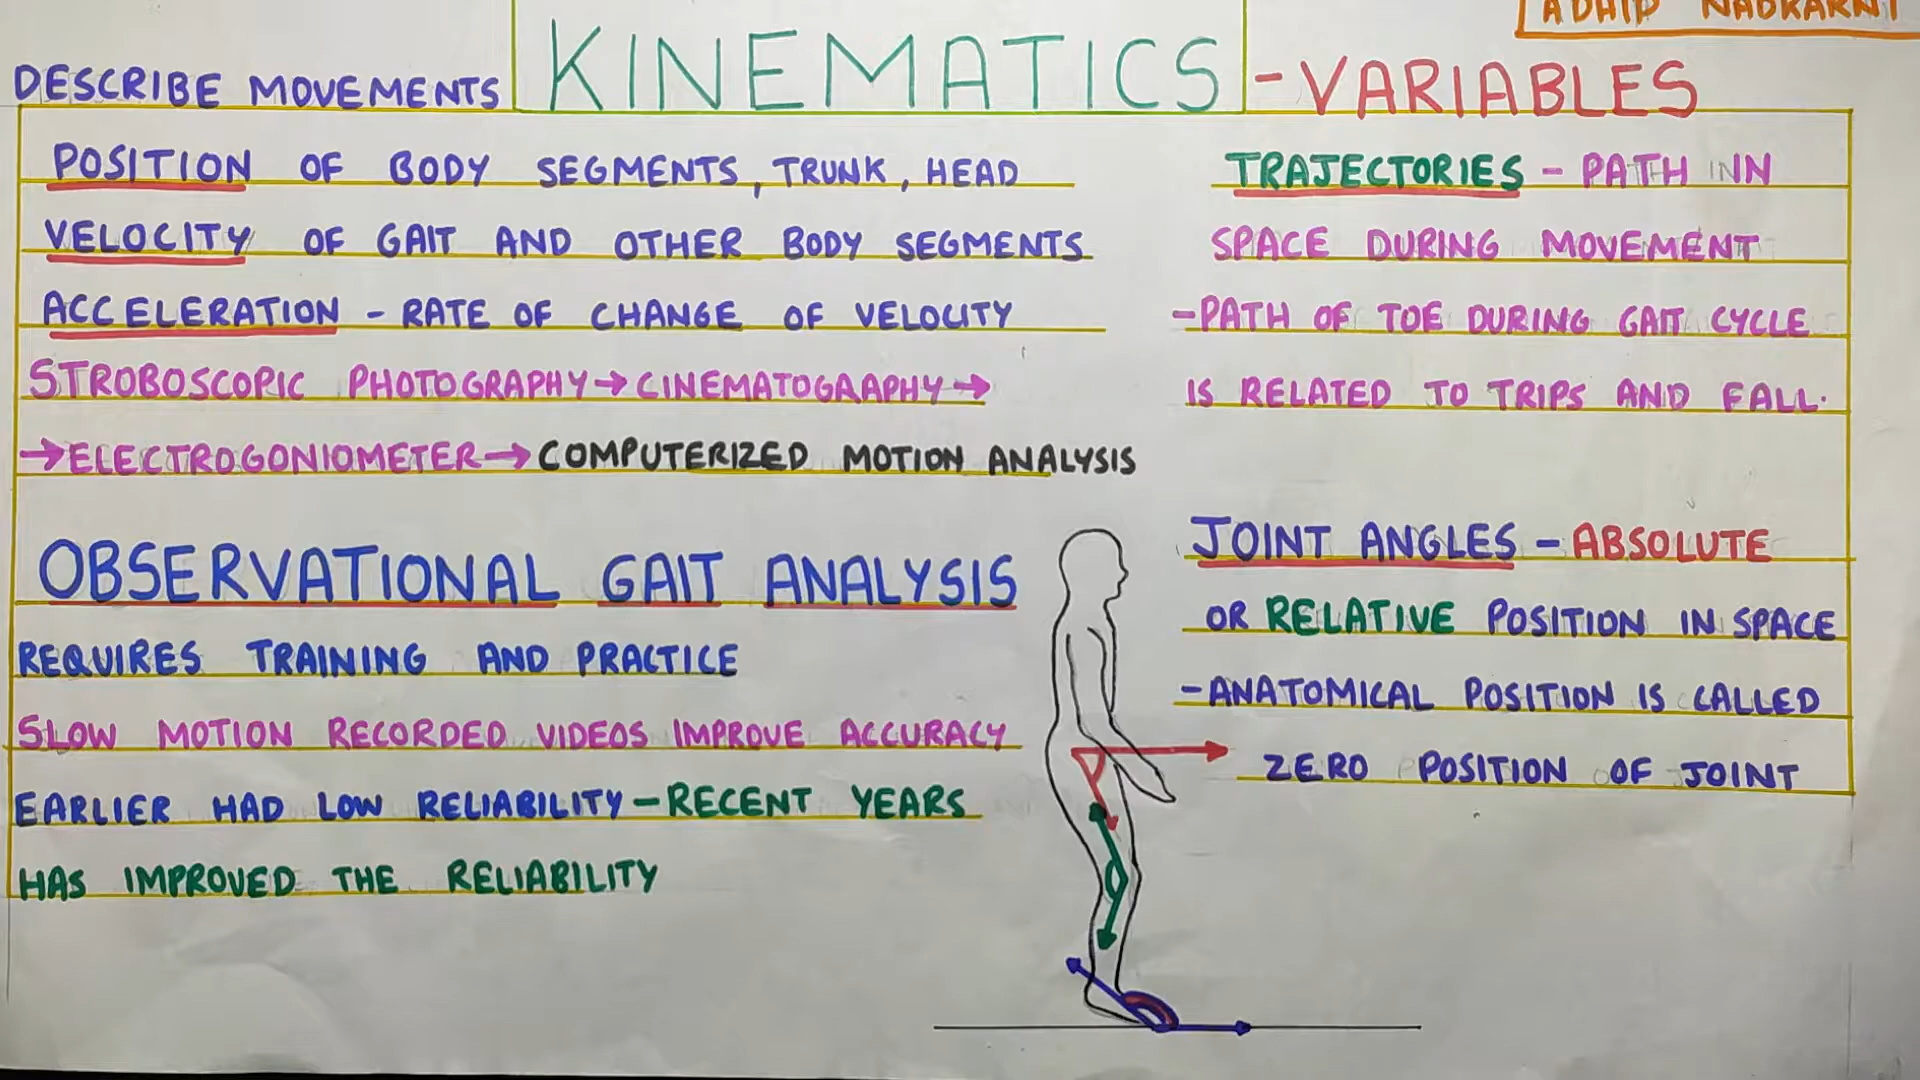 ADHIP NADKARNI
KINEMATICS - VARIABLES
DESCRIBE MOVEMENTS
POSITION OF BODY SEGMENTS, TRUNK, HEAD
VELOCITY OF GAIT AND OTHER BODY SEGMENTS
ACCELERATION - RATE OF CHANGE OF VELOCITY
STROBOSCOPIC PHOTOGRAPHY → CINEMATOGAAPHY →
→ ELECTROGONIOMETER → COMPUTERIZED MOTION ANALYSIS
OBSERVATIONAL GAIT ANALYSIS
REQUIRES TRAINING AND PRACTICE
SLOW MOTION RECORDED VIDEOS IMPROVE ACCURACY
EARLIER HAD LOW RELIABILITY - RECENT YEARS
HAS IMPROVED THE RELIABILITY
TRAJECTORIES - PATH INN
SPACE DURING MOVEMENT
- PATH OF TOE DURING GAIT CYCLE
IS RELATED TO TRIPS AND FALL.
JOINT ANGLES - ABSOLUTE
OR RELATIVE POSITION IN SPACE
- ANATOMICAL POSITION IS CALLED
ZERO POSITION OF JOINT